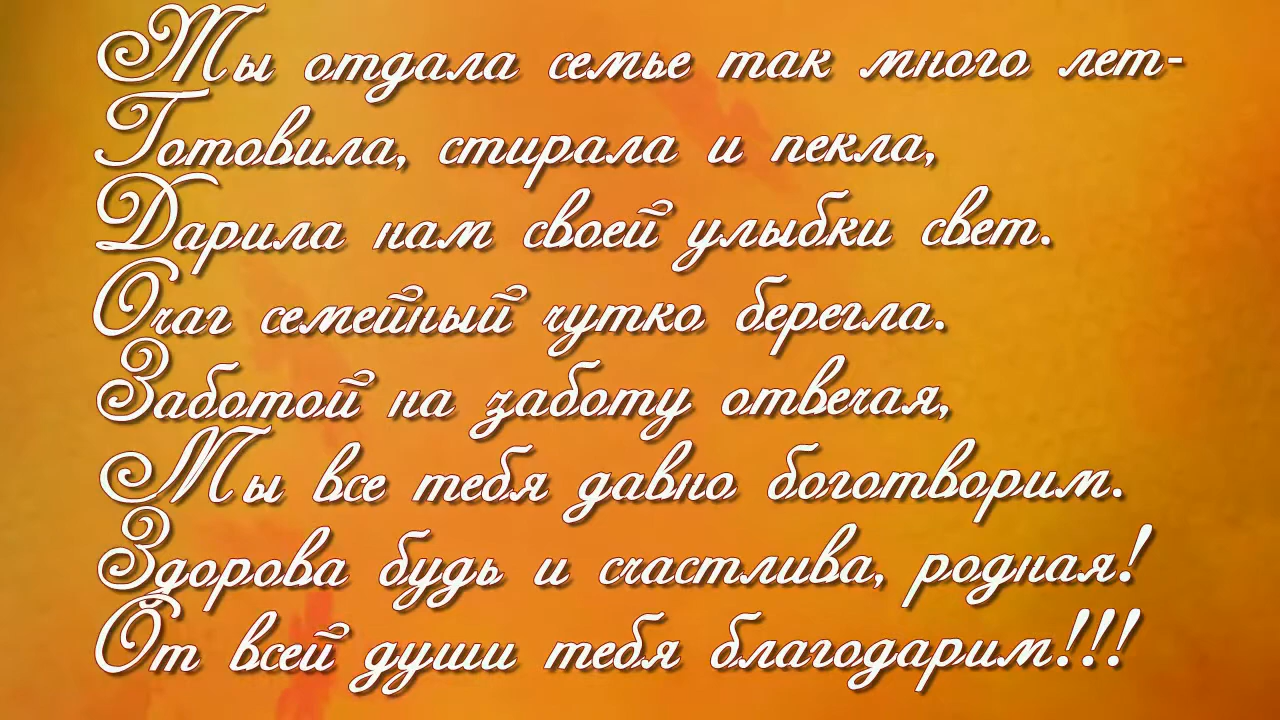 Ты отдала семье так много лет-
Готовила, стирала и пекла,
Дарила нам своей улыбки свет.
Очаг семейный чутко берегла.
Заботой на заботу отвечая,
Мы все тебя давно боготворим.
Здорова будь и счастлива, родная!
От всей души тебя благодарим!!!